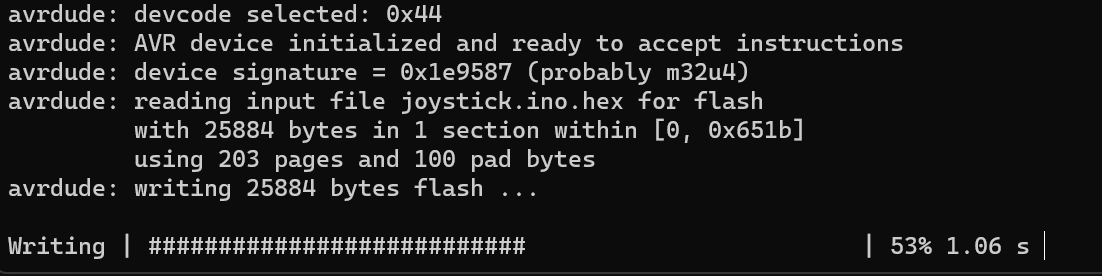 avrdude: devcode selected: 0x44
avrdude: AVR device initialized and ready to accept instructions
avrdude: device signature = 0x1e9587 (probably m32u4)
avrdude: reading input file joystick.ino.hex for flash
         with 25884 bytes in 1 section within [0, 0x651b]
         using 203 pages and 100 pad bytes
avrdude: writing 25884 bytes flash ...
Writing | ###########################                        | 53% 1.06 s